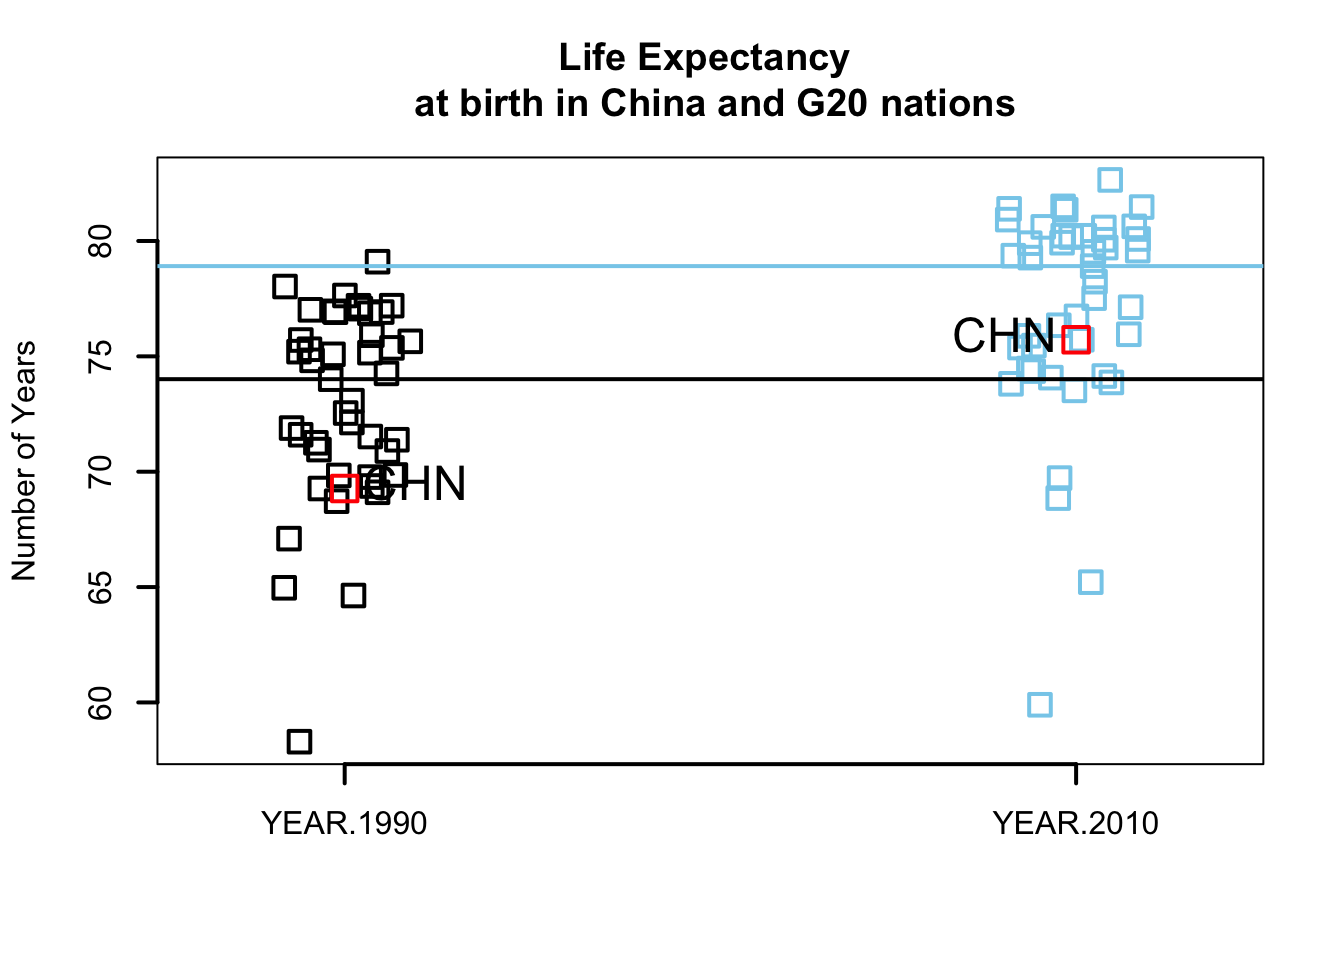 Life Expectancy
at birth in China and G20 nations
Number of Years
80
75
70
65
60
CHN
CHN
YEAR.1990
YEAR.2010